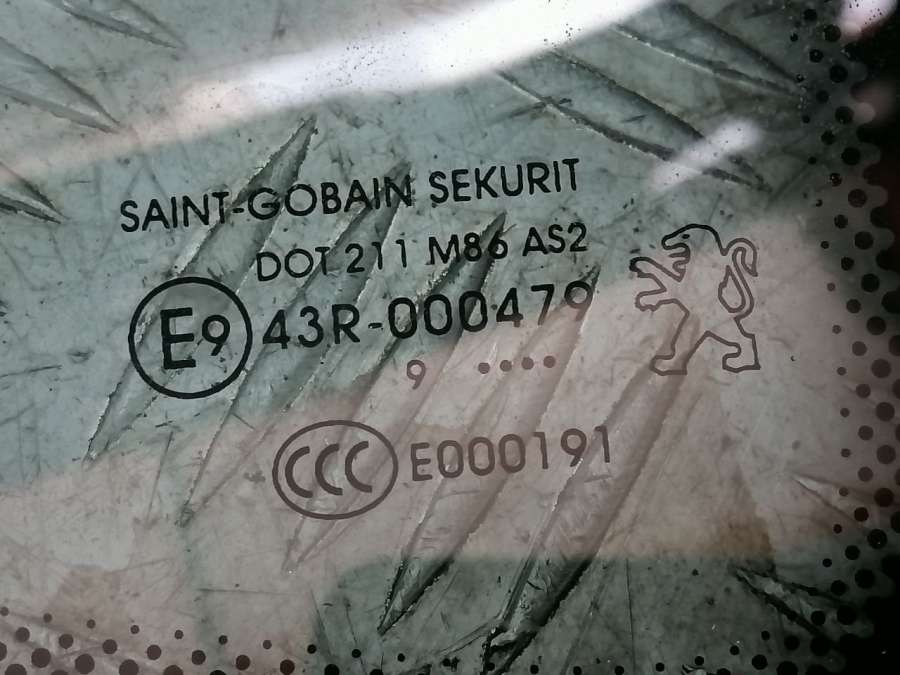 SAINT-GOBAIN SEKURIT
DOT 211 M86 AS2
E9 43R-000479
9 ....
CCC E000191